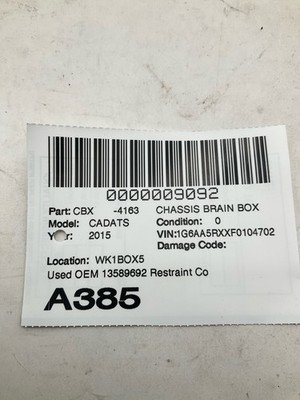 0000009092
Part: CBX -4163 CHASSIS BRAIN BOX
Model: CADATS Condition: 0
Year: 2015 VIN:1G6AA5RXXF0104702
Damage Code:
Location: WK1BOX5
Used OEM 13589692 Restraint Co
A385